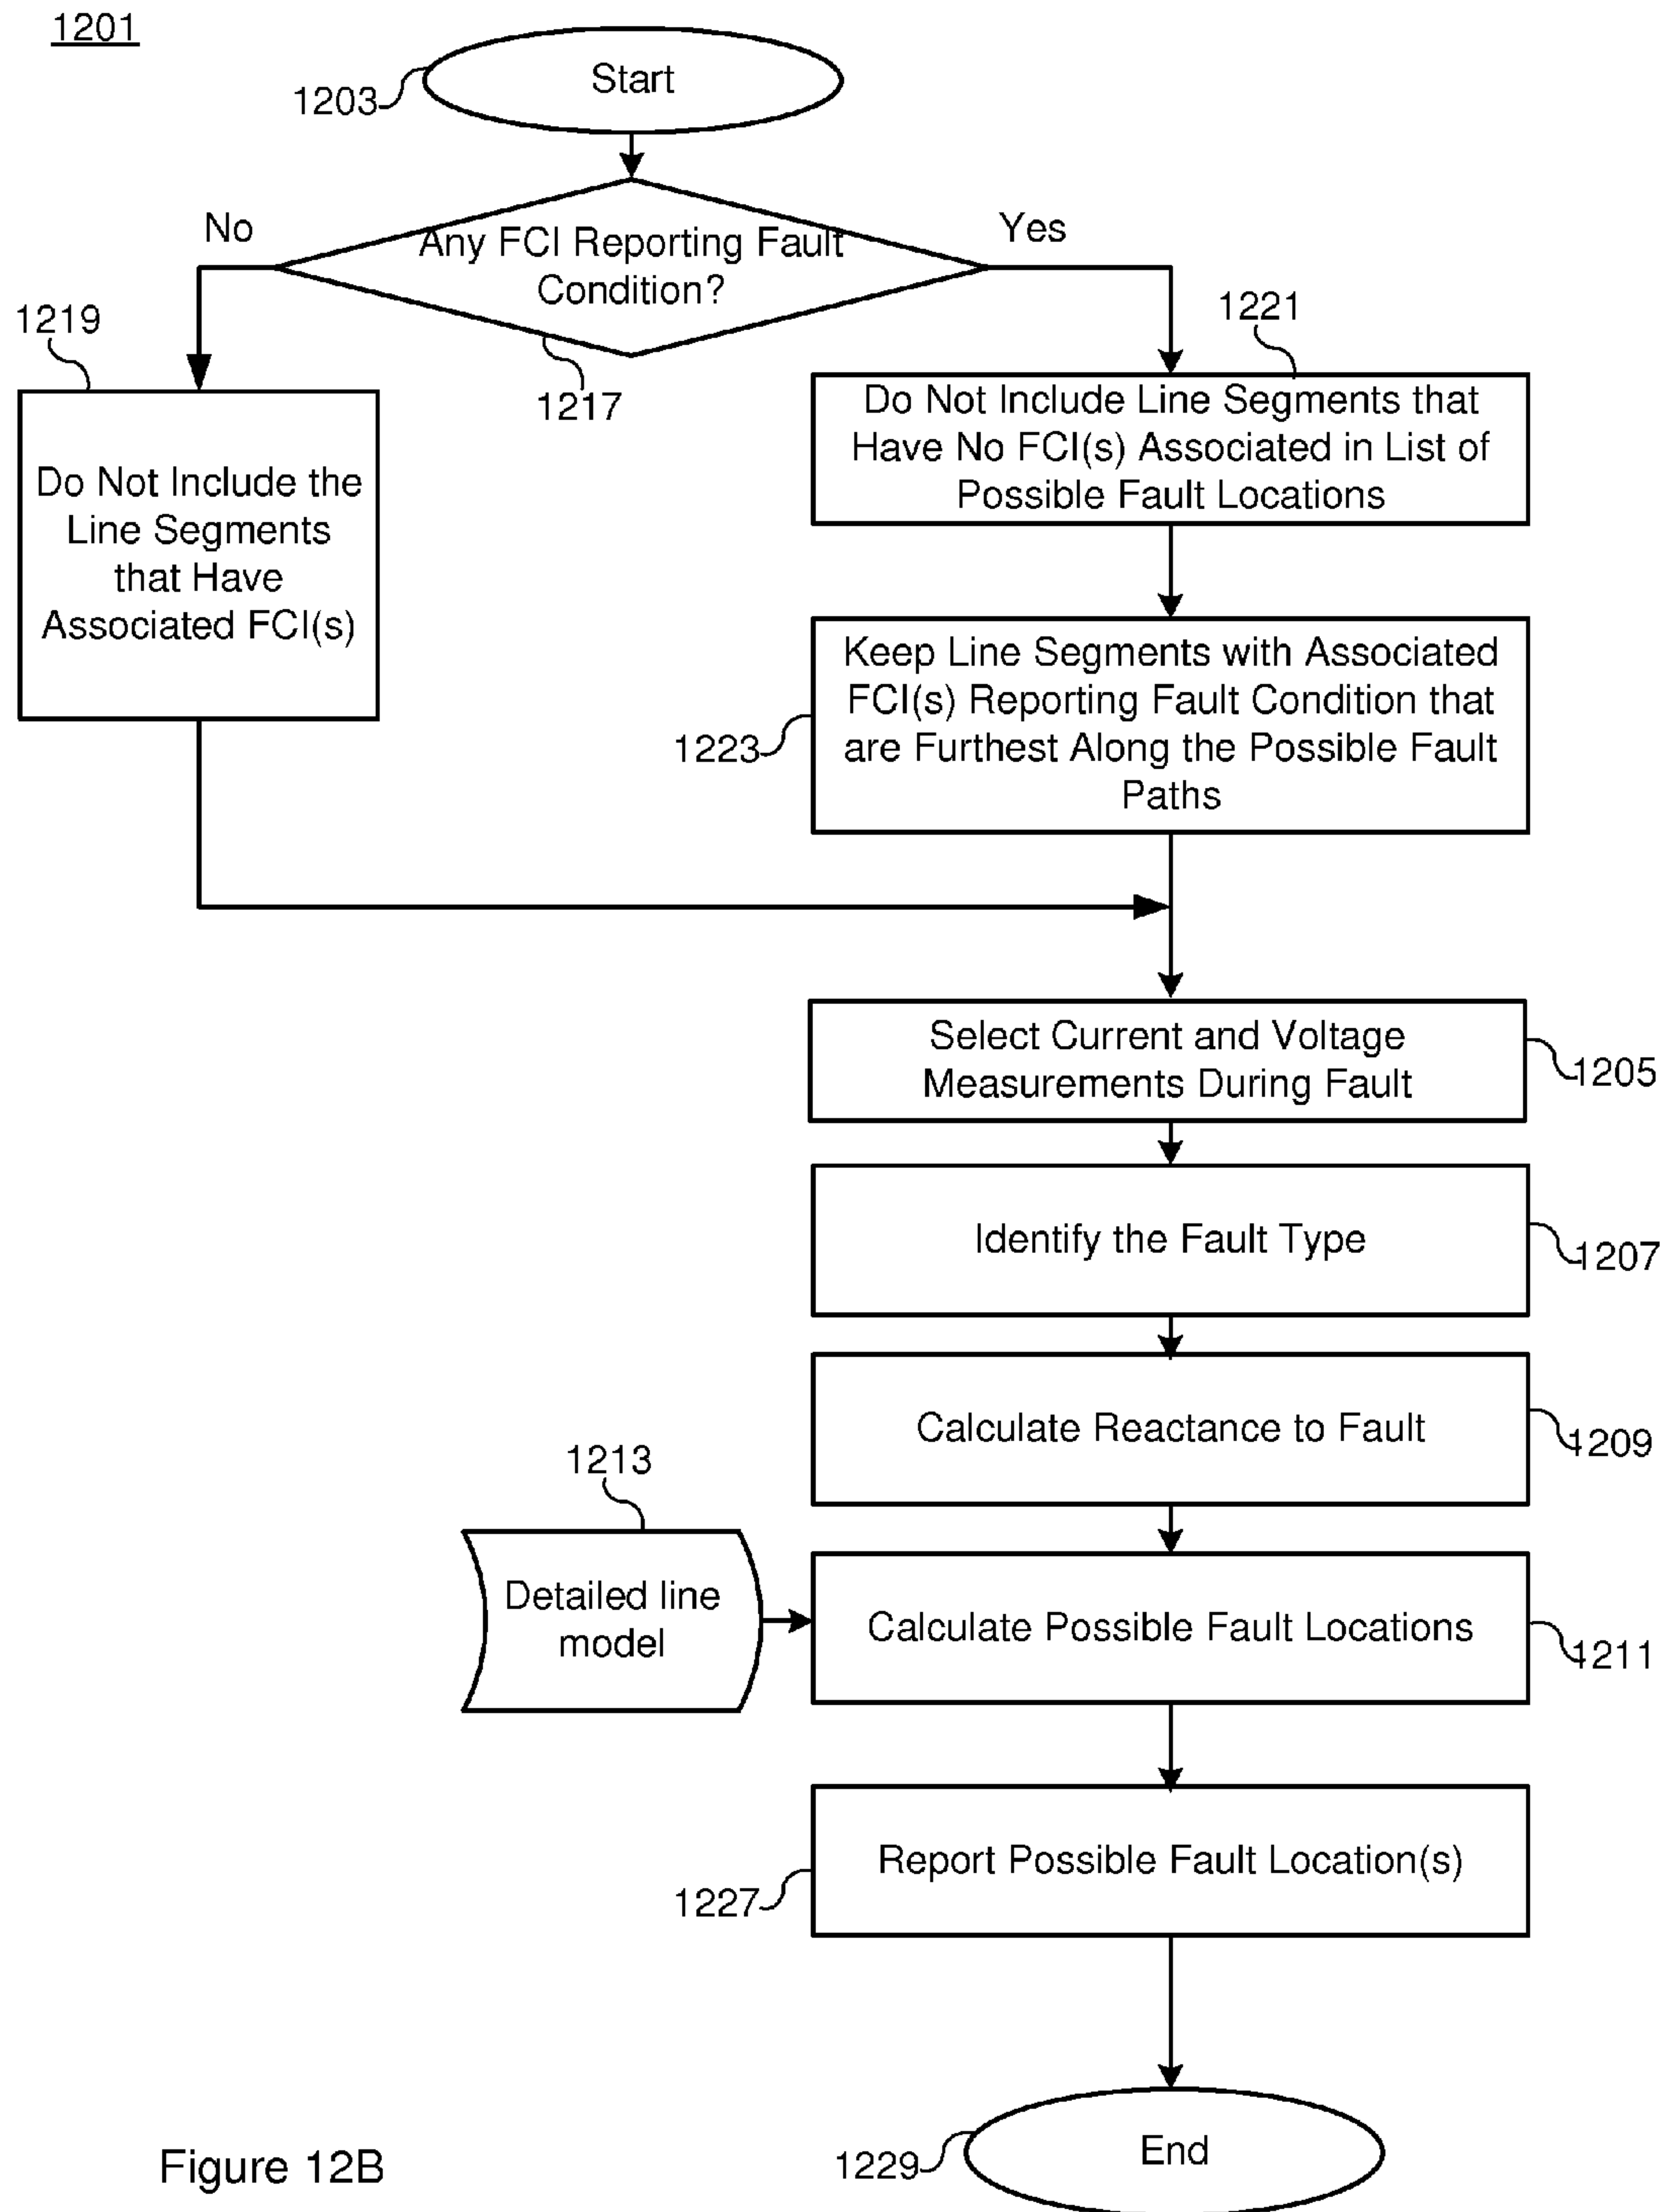 1201
Start
1203
No
Yes
Any FCI Reporting Fault
Condition?
1217
1219
Do Not Include the
Line Segments
that Have
Associated FCI(s)
1221
Do Not Include Line Segments that
Have No FCI(s) Associated in List of
Possible Fault Locations
Keep Line Segments with Associated
FCI(s) Reporting Fault Condition that
are Furthest Along the Possible Fault
Paths
1223
Select Current and Voltage
Measurements During Fault
1205
Identify the Fault Type
1207
Calculate Reactance to Fault
1209
1213
Detailed line
model
Calculate Possible Fault Locations
1211
Report Possible Fault Location(s)
1227
End
1229
Figure 12B